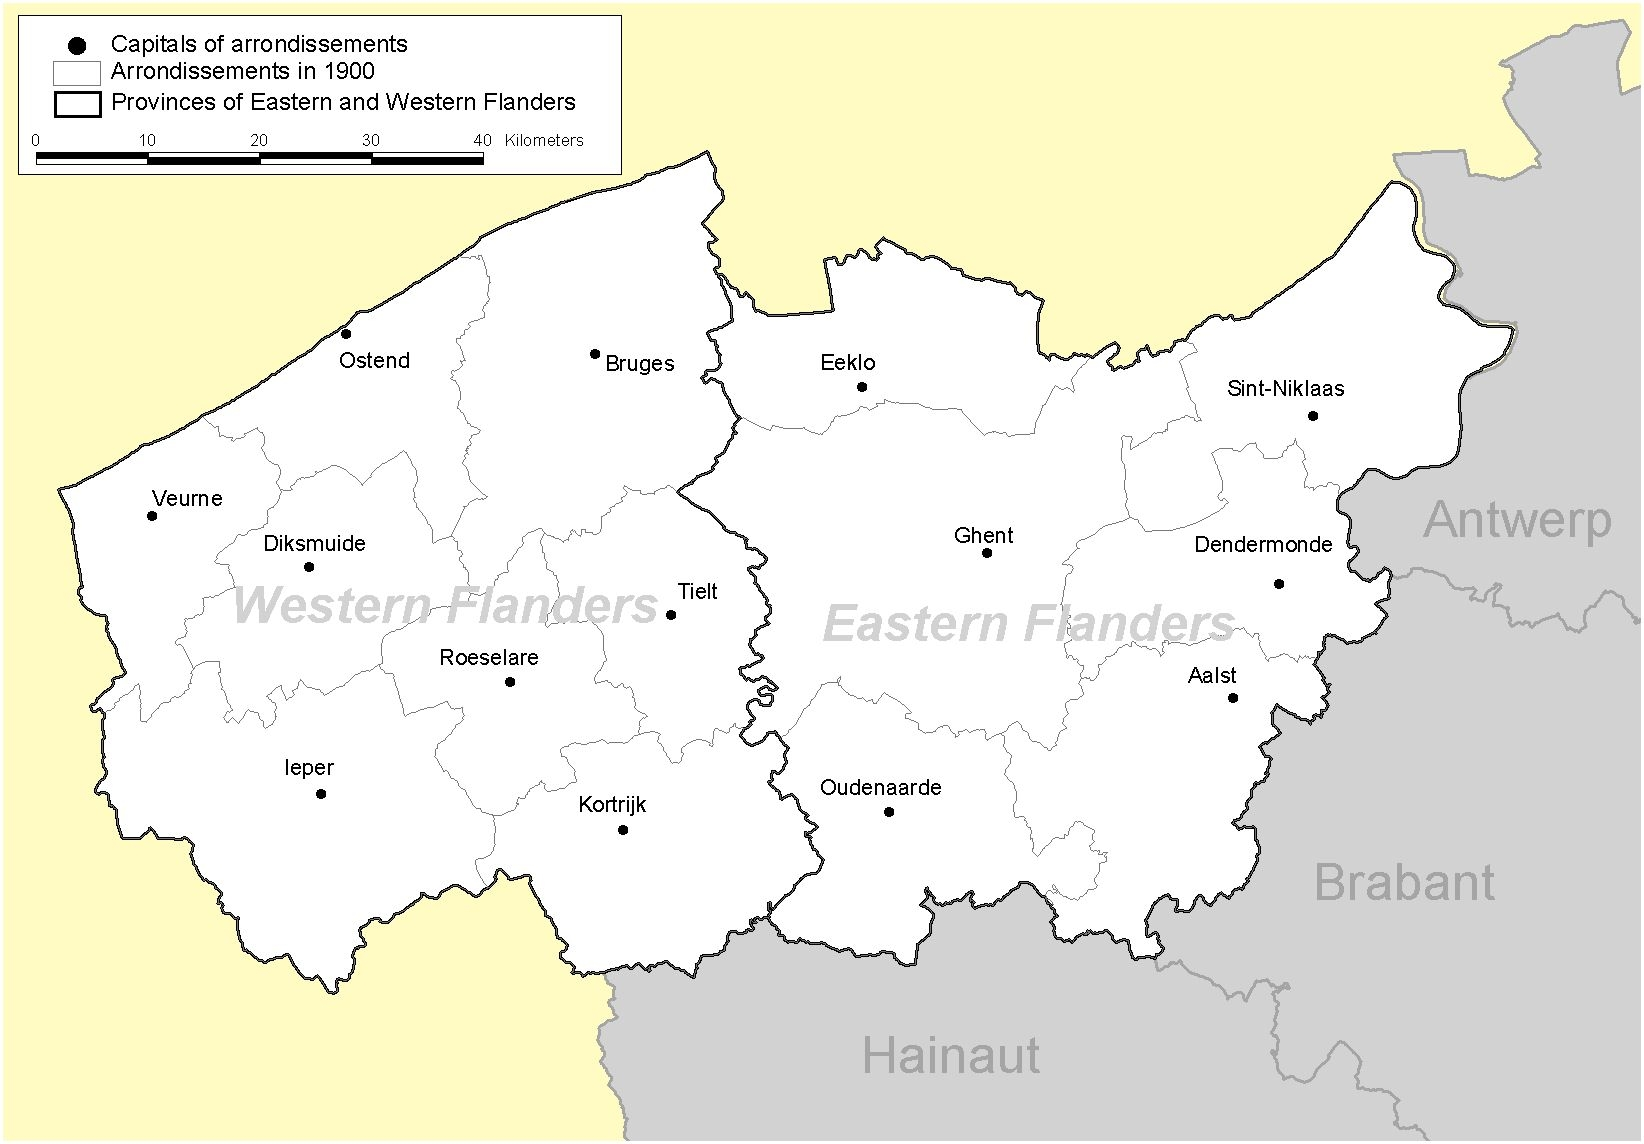 Capitals of arrondissements
Arrondissements in 1900
Provinces of Eastern and Western Flanders
0 10 20 30 40 Kilometers
Ostend
Bruges
Eeklo
Sint-Niklaas
Veurne
Diksmuide
Antwerp
Ghent
Dendermonde
Tielt
Western Flanders
Eastern Flanders
Roeselare
Aalst
Ieper
Oudenaarde
Kortrijk
Brabant
Hainaut